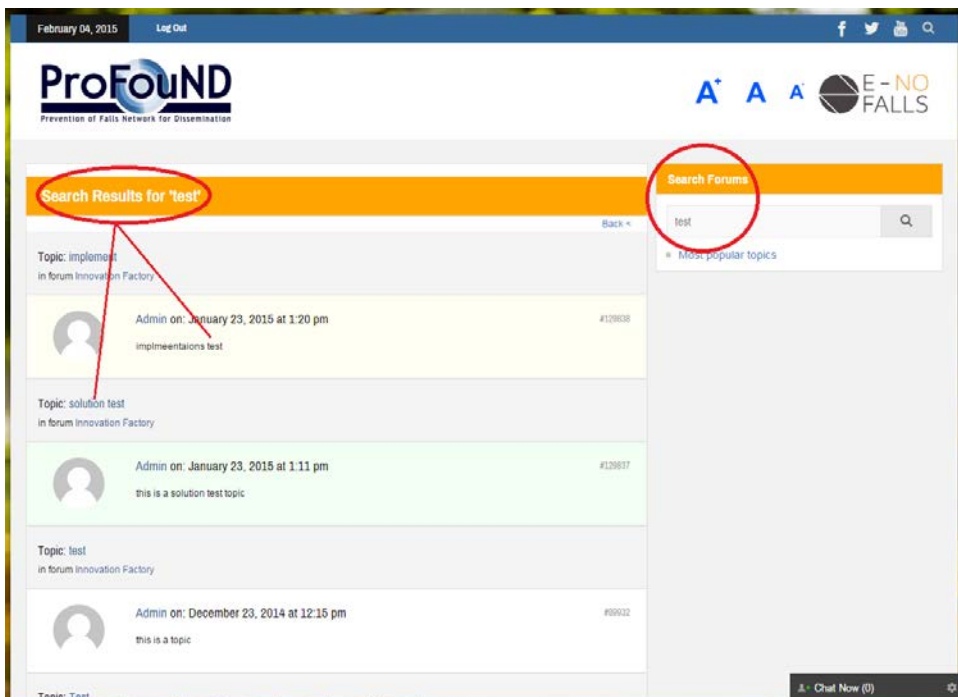 February 04, 2015 Log Out
ProFouND
Prevention of Falls Network for Dissemination
A+ A A-
E-NO
FALLS
Search Results for 'test'
Back <
Topic: implement
in forum Innovation Factory
Admin on: January 23, 2015 at 1:20 pm
#129838
implmeentaions test
Topic: solution test
in forum Innovation Factory
Admin on: January 23, 2015 at 1:11 pm
#129837
this is a solution test topic
Topic: test
in forum Innovation Factory
Admin on: December 23, 2014 at 12:15 pm
#99932
this is a topic
Topic: Test
Search Forums
test
Most popular topics
Chat Now (0)